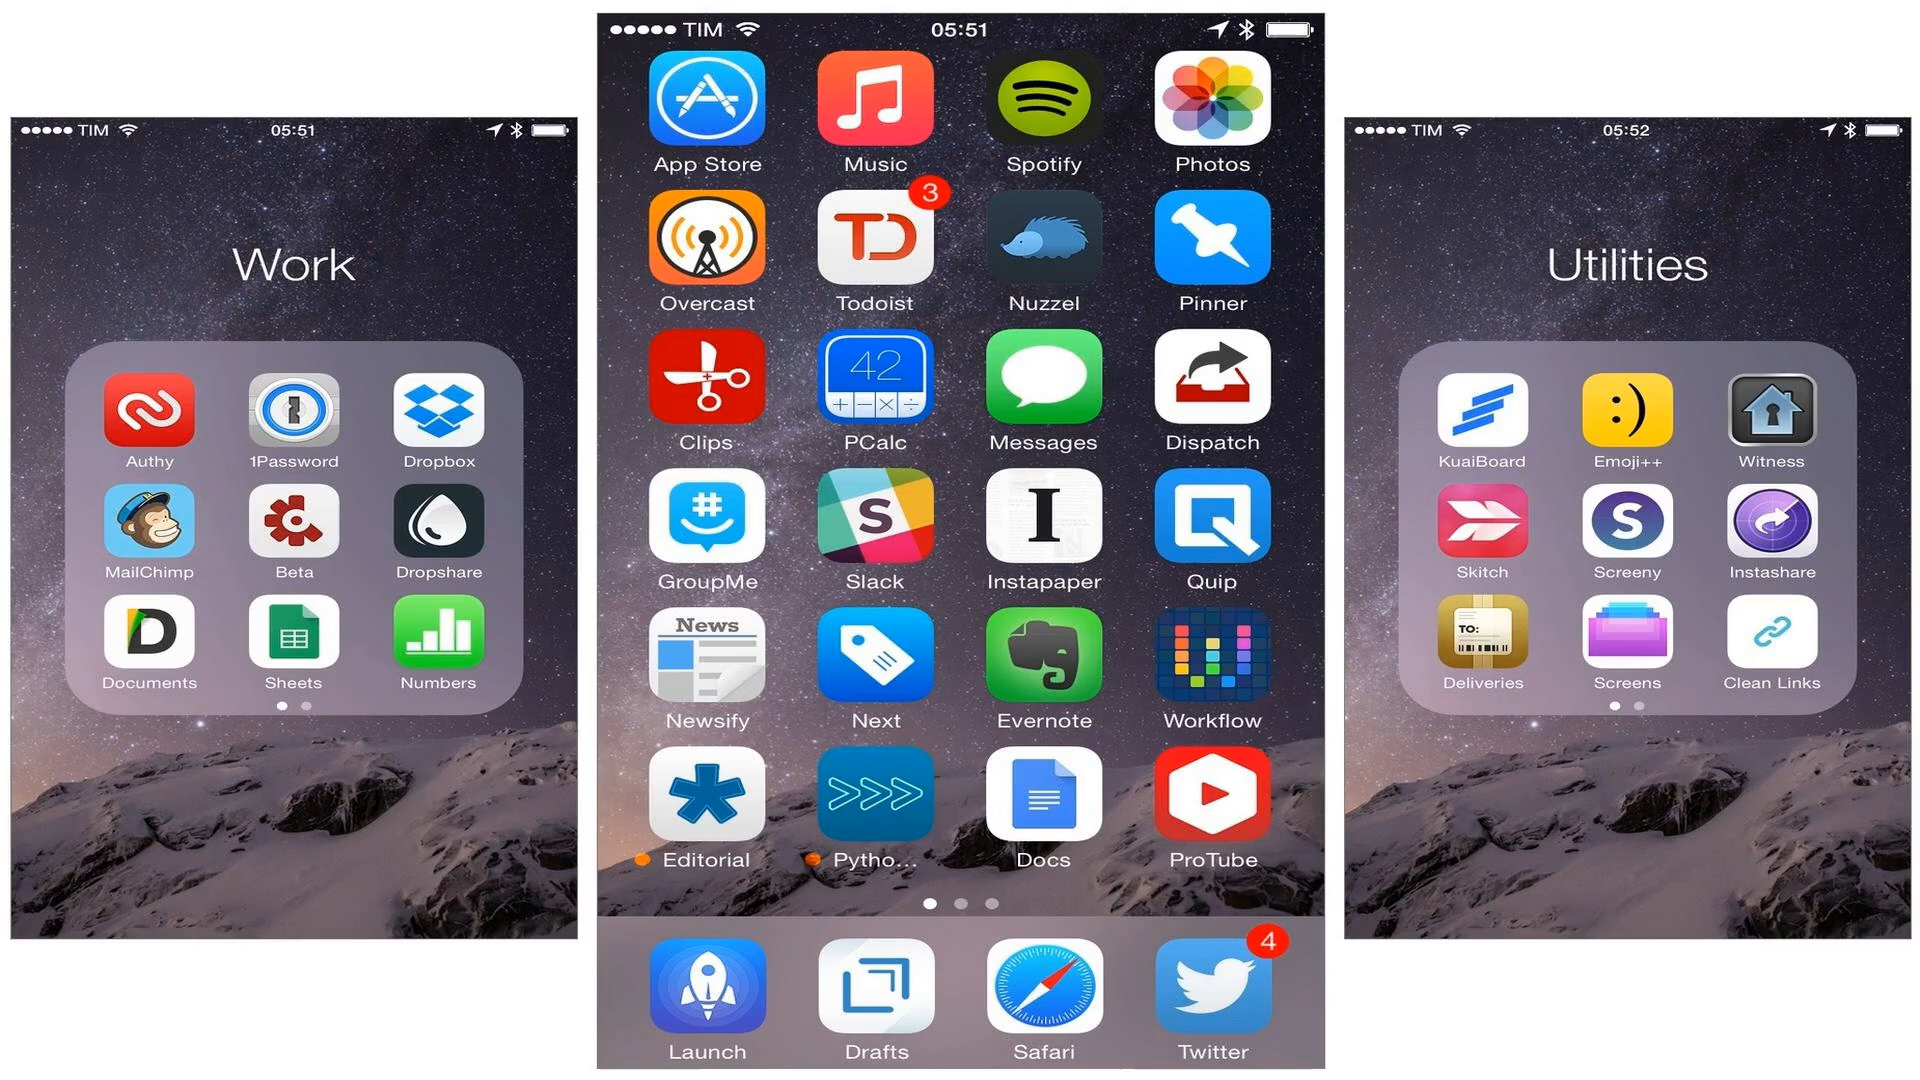 TIM 05:51
Work
Authy 1Password Dropbox
MailChimp Beta Dropshare
D
Documents Sheets Numbers
TIM 05:51
App Store Music Spotify Photos
3
TD
Overcast Todoist Nuzzel Pinner
42
+ − × ÷
Clips PCalc Messages Dispatch
# S I Q
GroupMe Slack Instapaper Quip
News
Newsify Next Evernote Workflow
>>>
Editorial Pytho... Docs ProTube
4
Launch Drafts Safari Twitter
TIM 05:52
Utilities
:)
KuaiBoard Emoji++ Witness
S
Skitch Screeny Instashare
TO:
Deliveries Screens Clean Links